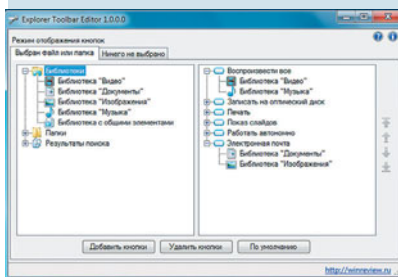 Explorer Toolbar Editor 1.0.0.0
Режим отображения кнопок
Выбран файл или папка
Ничего не выбрано
Библиотеки
Библиотека "Видео"
Библиотека "Документы"
Библиотека "Изображения"
Библиотека "Музыка"
Библиотека с общими элементами
Папки
Результаты поиска
Воспроизвести все
Библиотека "Видео"
Библиотека "Музыка"
Записать на оптический диск
Печать
Показ слайдов
Работать автономно
Электронная почта
Библиотека "Документы"
Библиотека "Изображения"
Добавить кнопки
Удалить кнопки
По умолчанию
http://winreview.ru